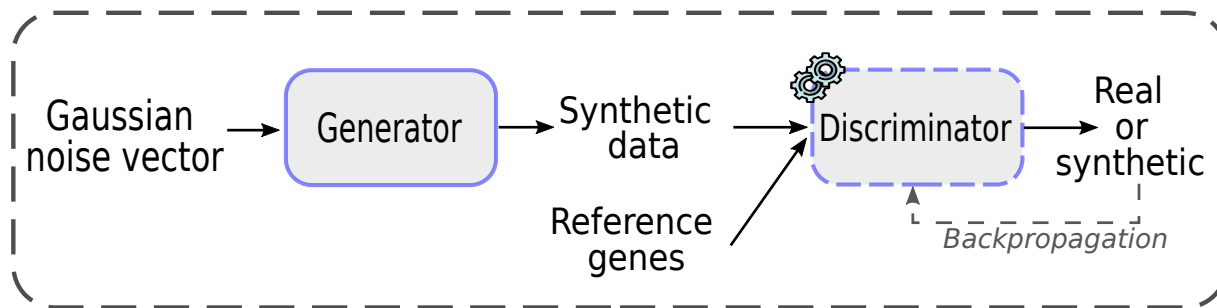 Gaussian
noise vector
Generator
Synthetic
data
Reference
genes
Discriminator
Real
or
synthetic
Backpropagation